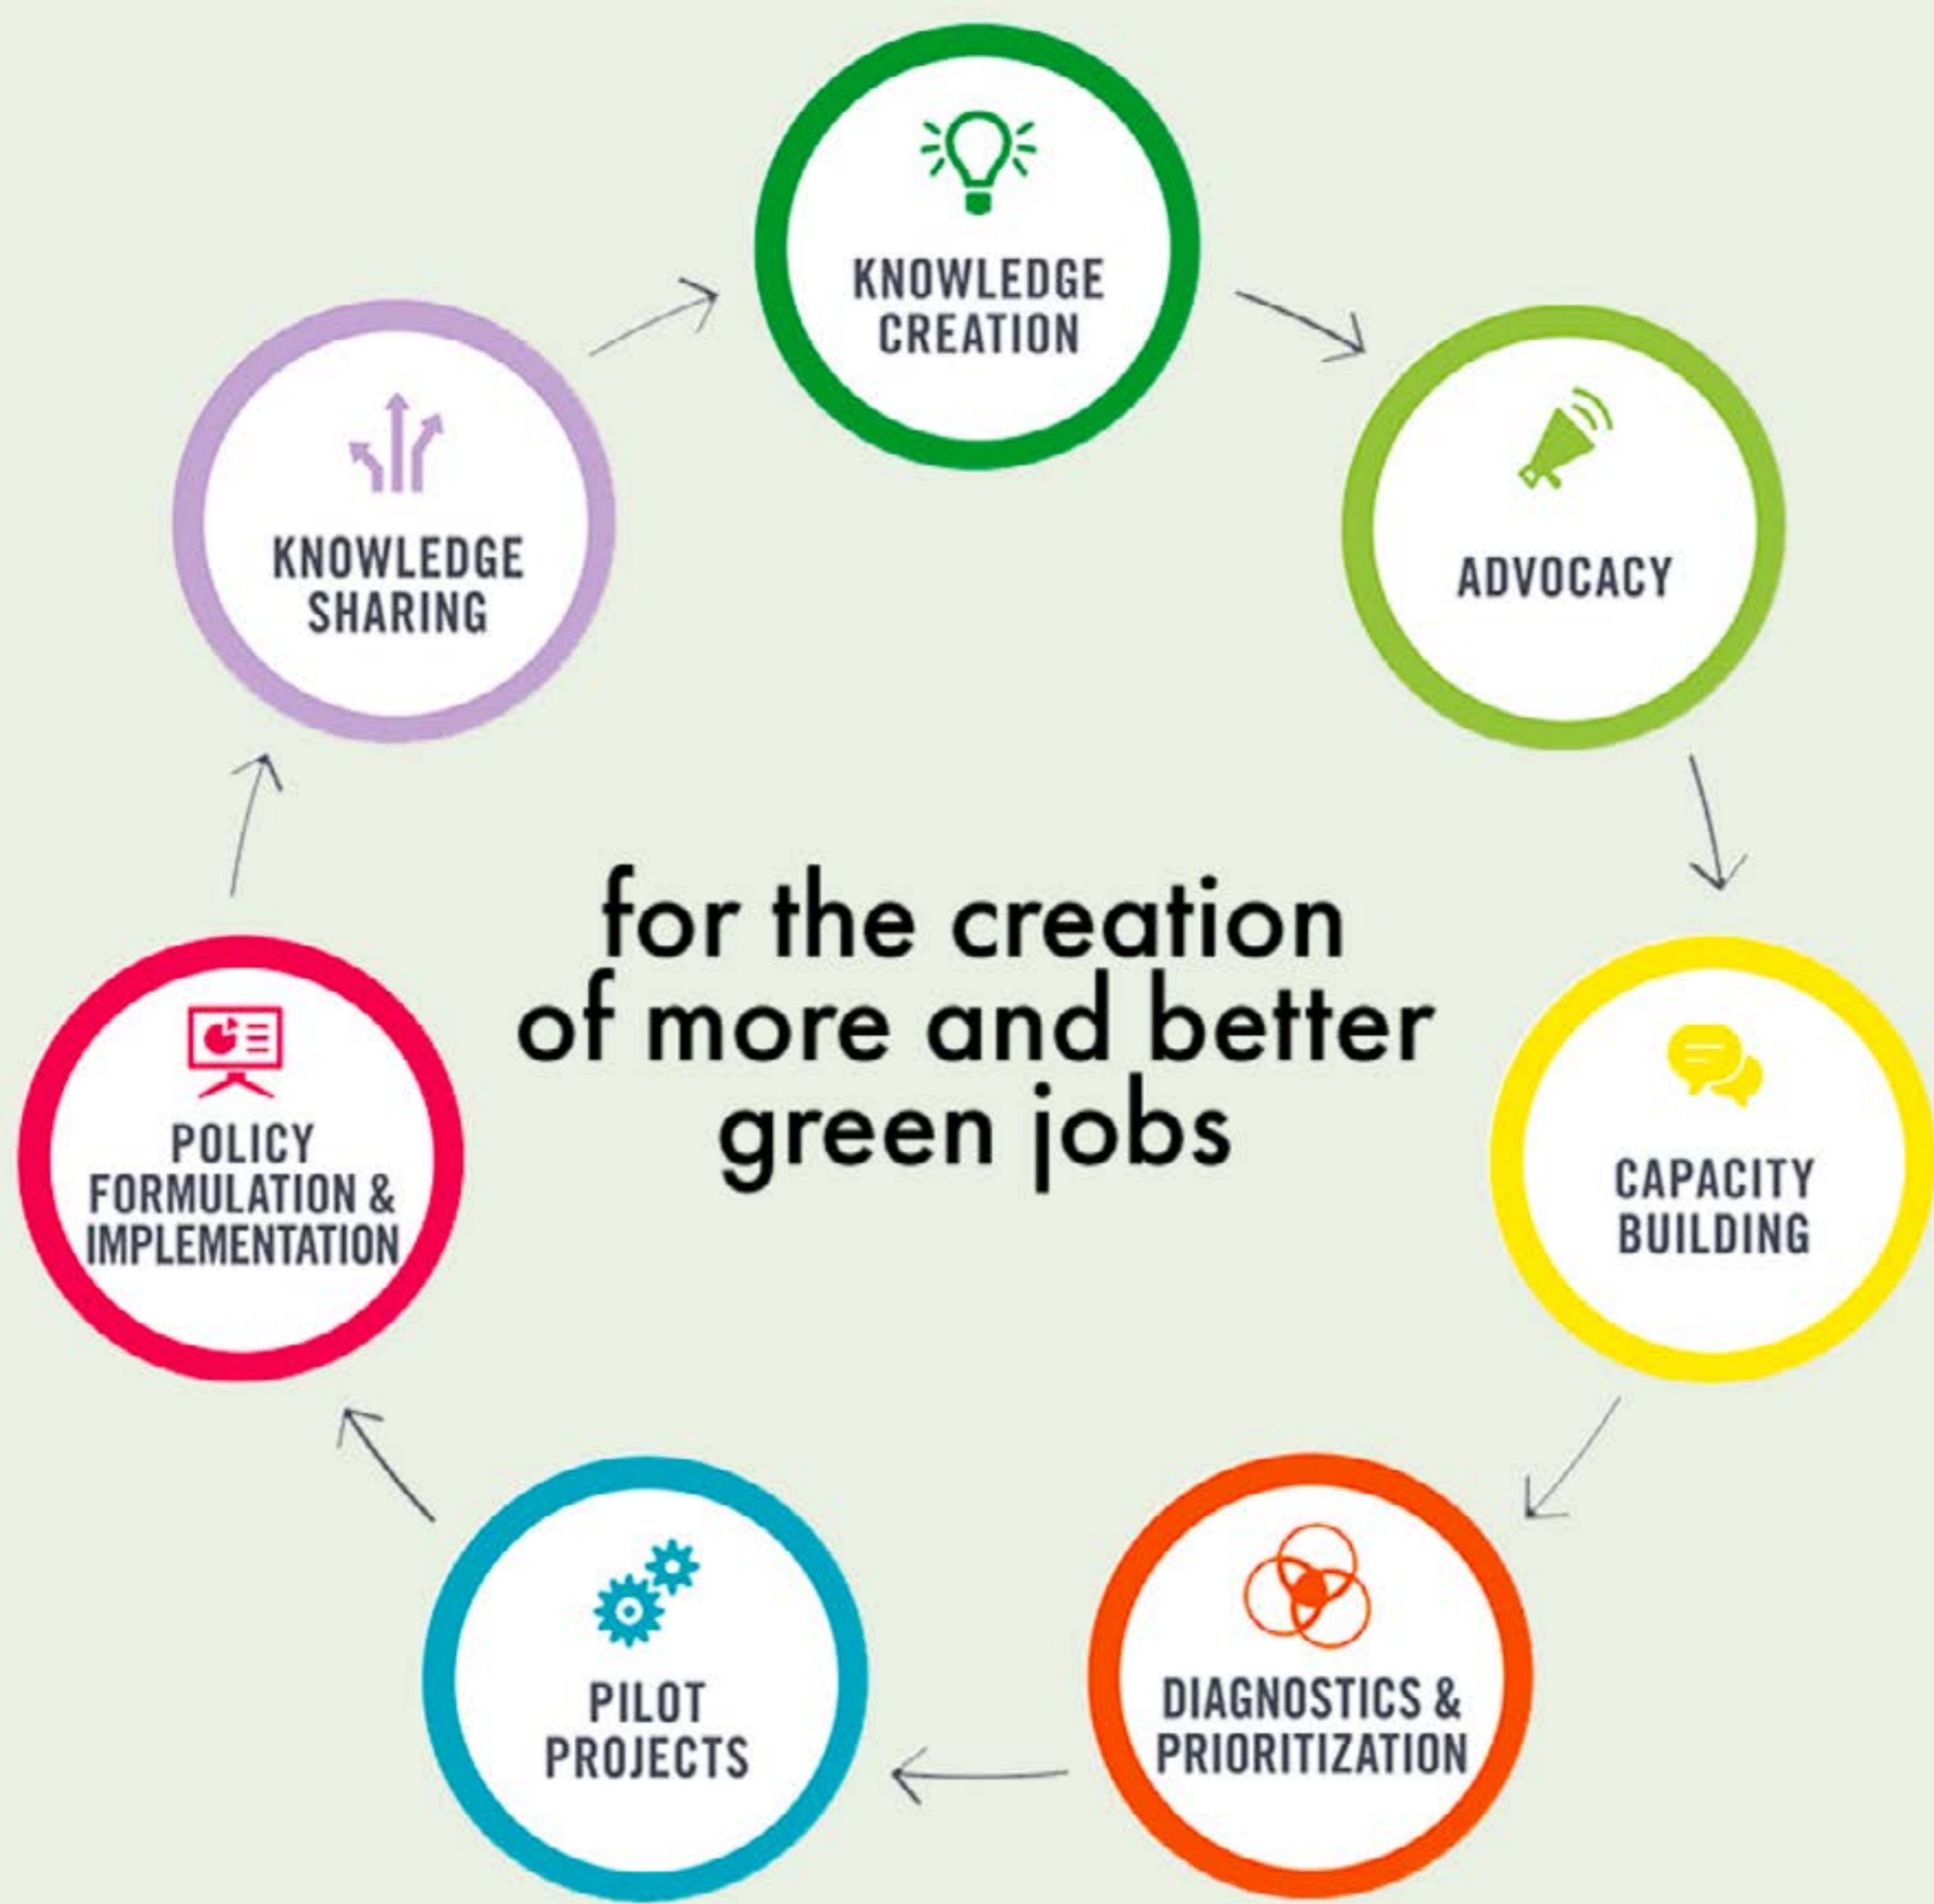 KNOWLEDGE
CREATION
ADVOCACY
CAPACITY
BUILDING
DIAGNOSTICS &
PRIORITIZATION
PILOT
PROJECTS
POLICY
FORMULATION &
IMPLEMENTATION
KNOWLEDGE
SHARING
for the creation
of more and better
green jobs